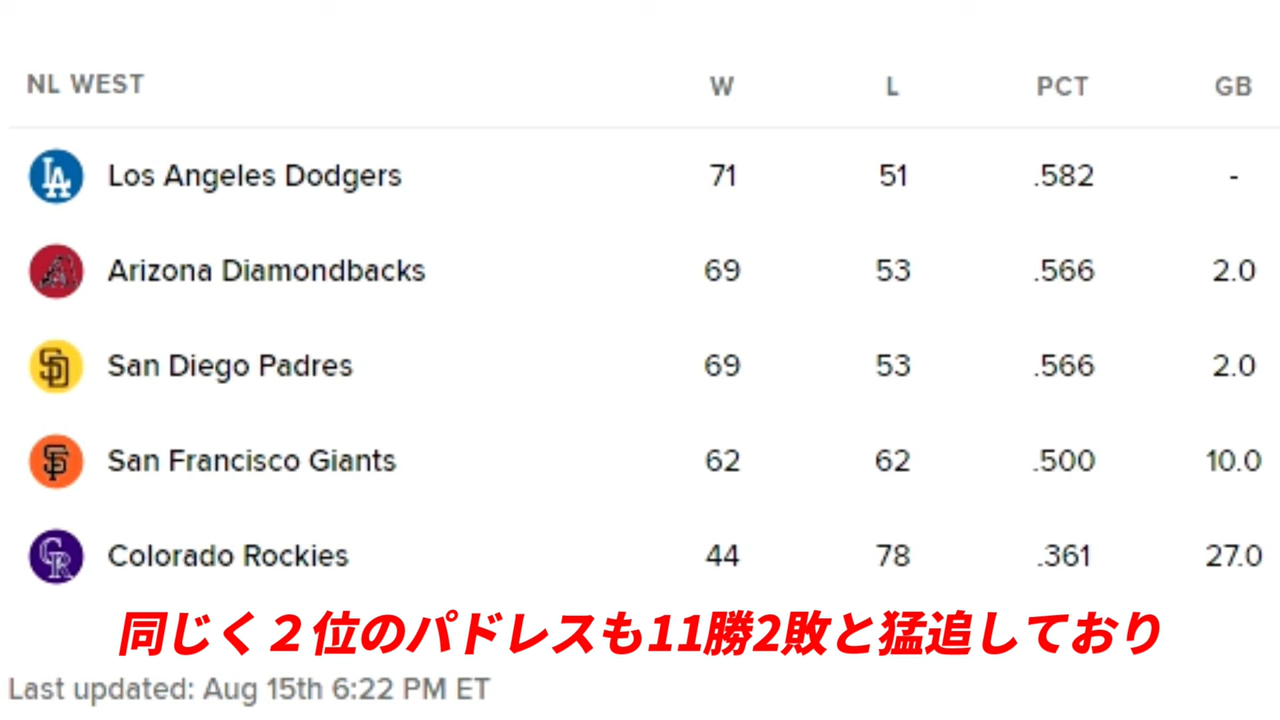 NL WEST W L PCT GB
Los Angeles Dodgers 71 51 .582 -
Arizona Diamondbacks 69 53 .566 2.0
San Diego Padres 69 53 .566 2.0
San Francisco Giants 62 62 .500 10.0
Colorado Rockies 44 78 .361 27.0
同じく２位のパドレスも11勝2敗と猛追しており
Last updated: Aug 15th 6:22 PM ET